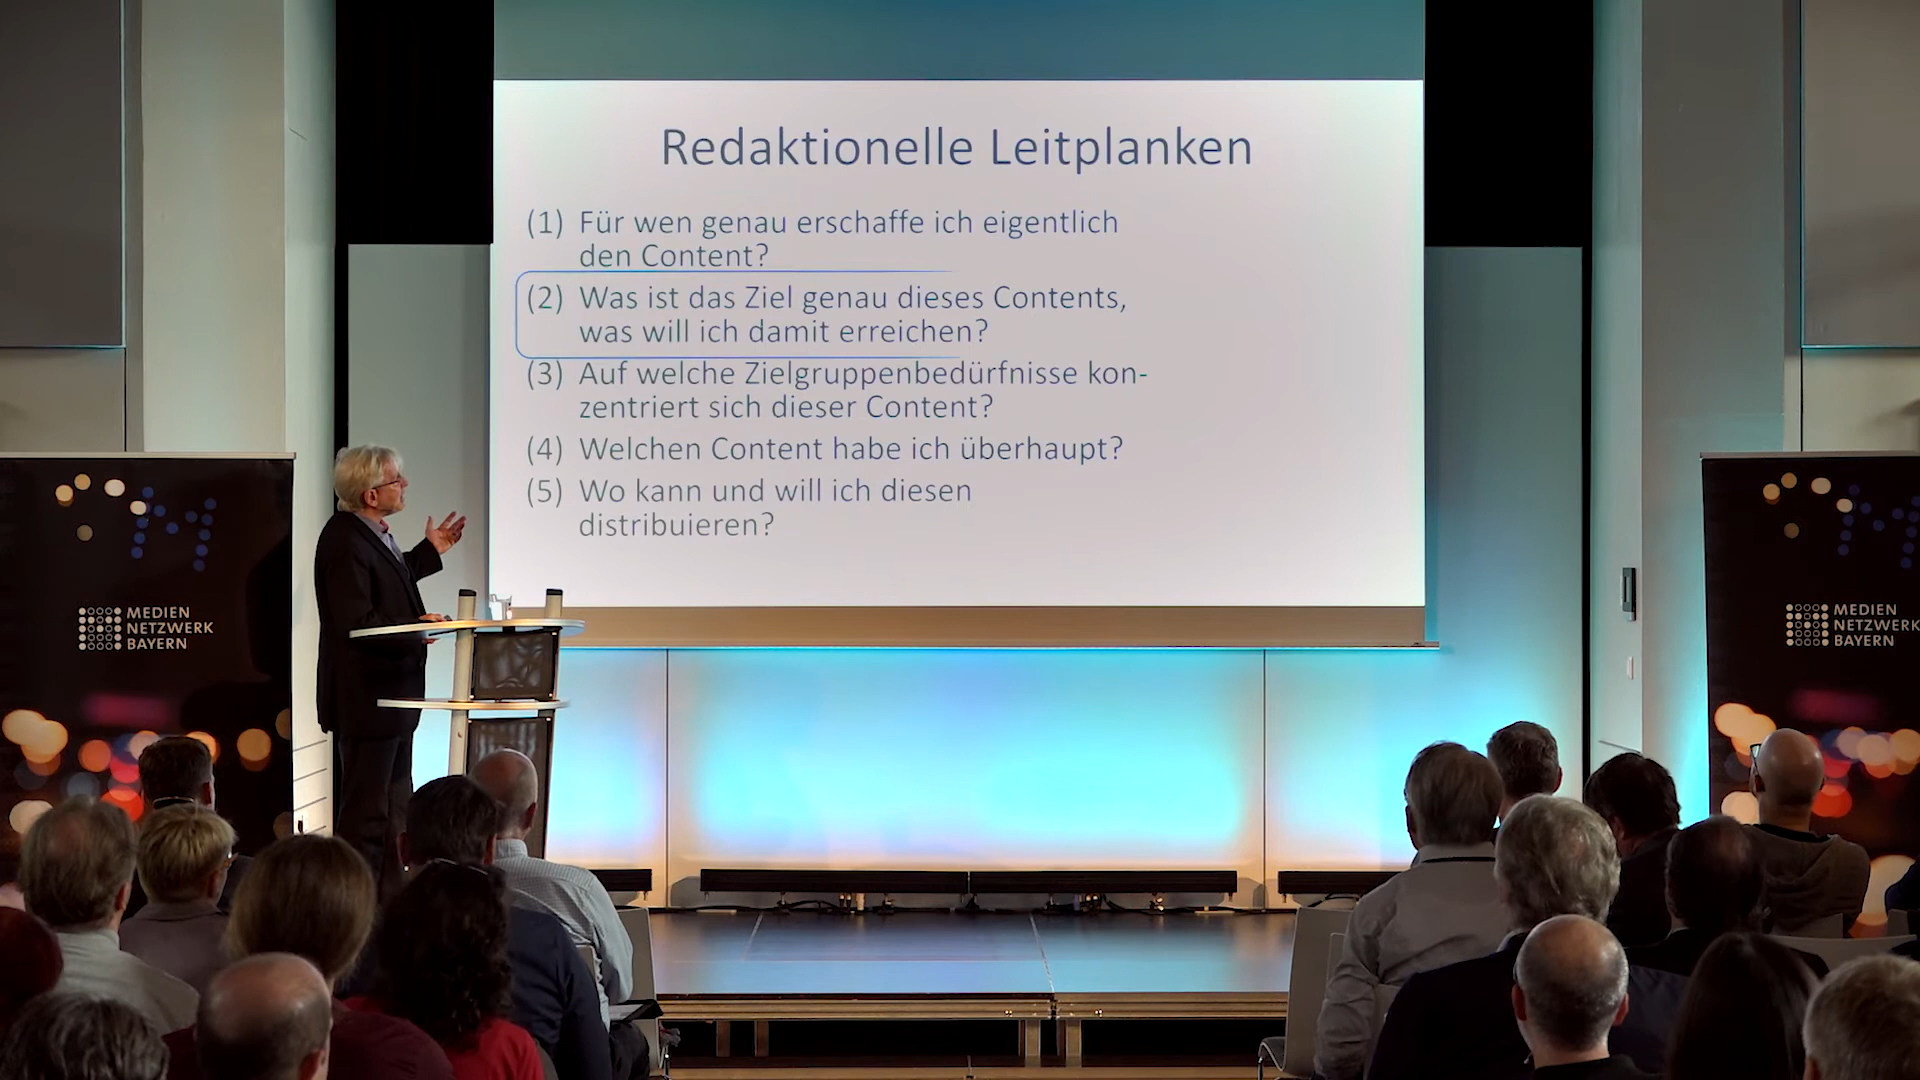 Redaktionelle Leitplanken
(1) Für wen genau erschaffe ich eigentlich
den Content?
(2) Was ist das Ziel genau dieses Contents,
was will ich damit erreichen?
(3) Auf welche Zielgruppenbedürfnisse kon-
zentriert sich dieser Content?
(4) Welchen Content habe ich überhaupt?
(5) Wo kann und will ich diesen
distribuieren?
M
MEDIEN
NETZWERK
BAYERN
M
MEDIEN
NETZWERK
BAYERN